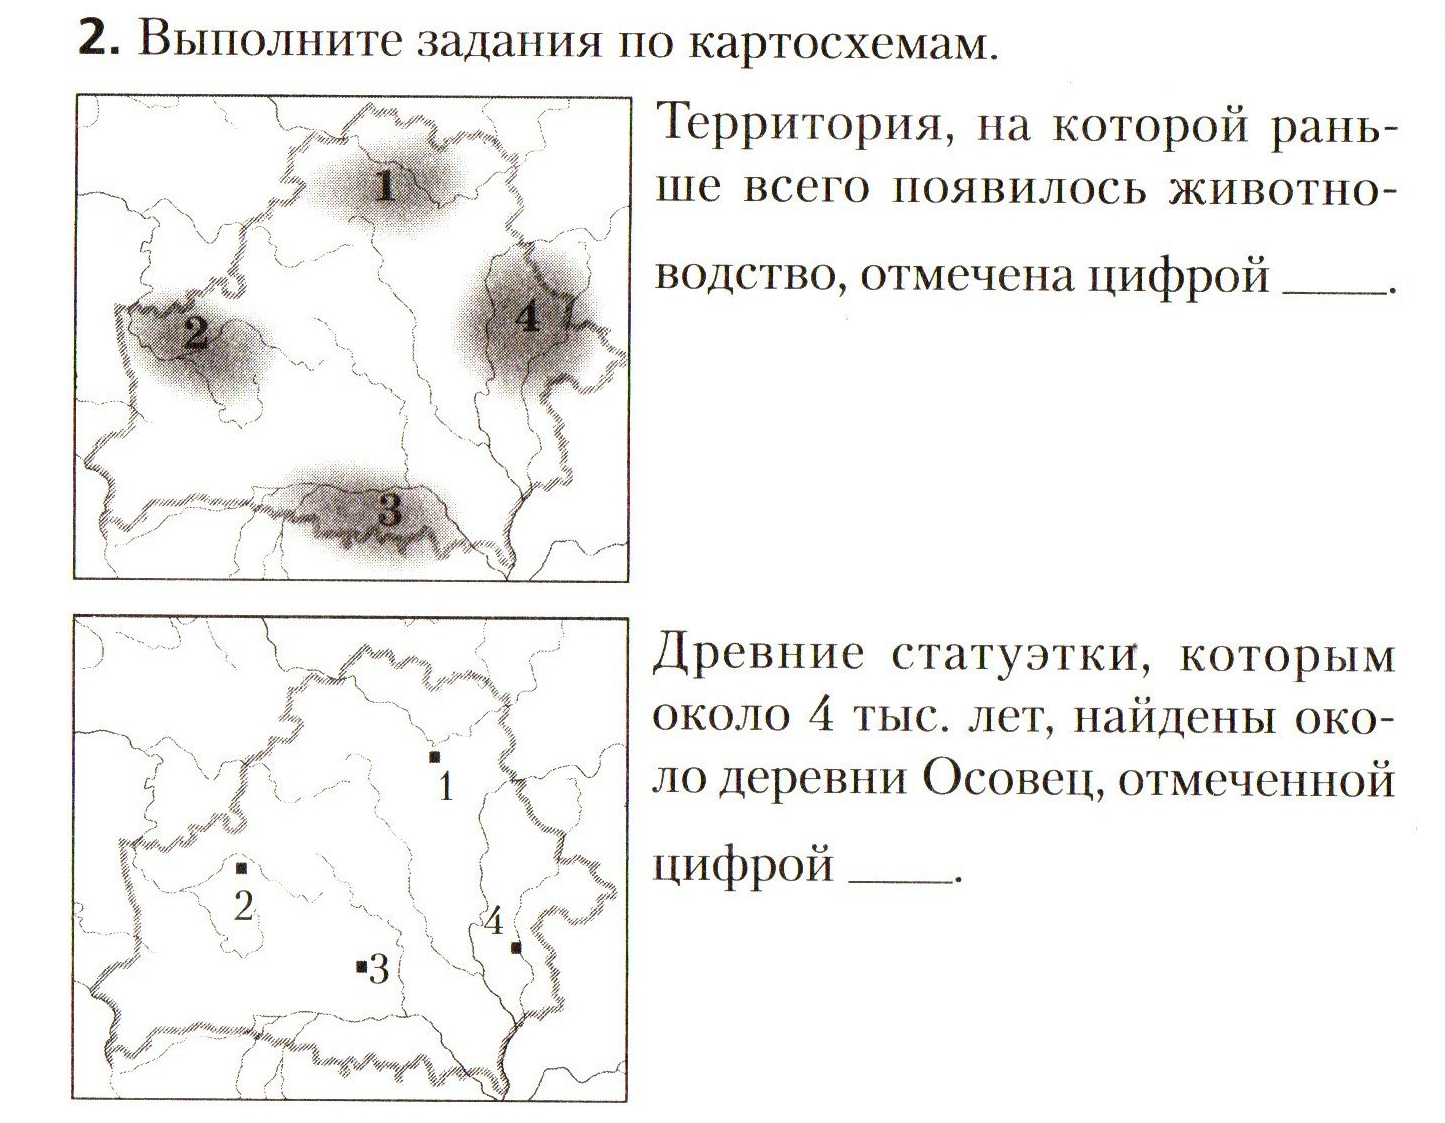 2. Выполните задания по картосхемам.
1
2
4
3
Территория, на которой рань-
ше всего появилось животно-
водство, отмечена цифрой ____.
1
2
4
3
Древние статуэтки, которым
около 4 тыс. лет, найдены око-
ло деревни Осовец, отмеченной
цифрой ____.